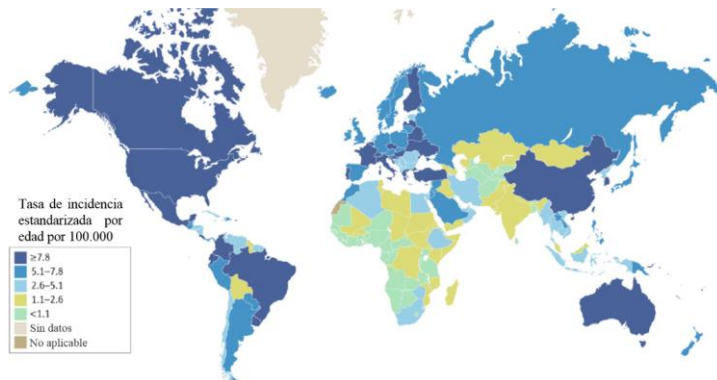 Tasa de incidencia
estandarizada por
edad por 100.000
≥7.8
5.1–7.8
2.6–5.1
1.1–2.6
<1.1
Sin datos
No aplicable